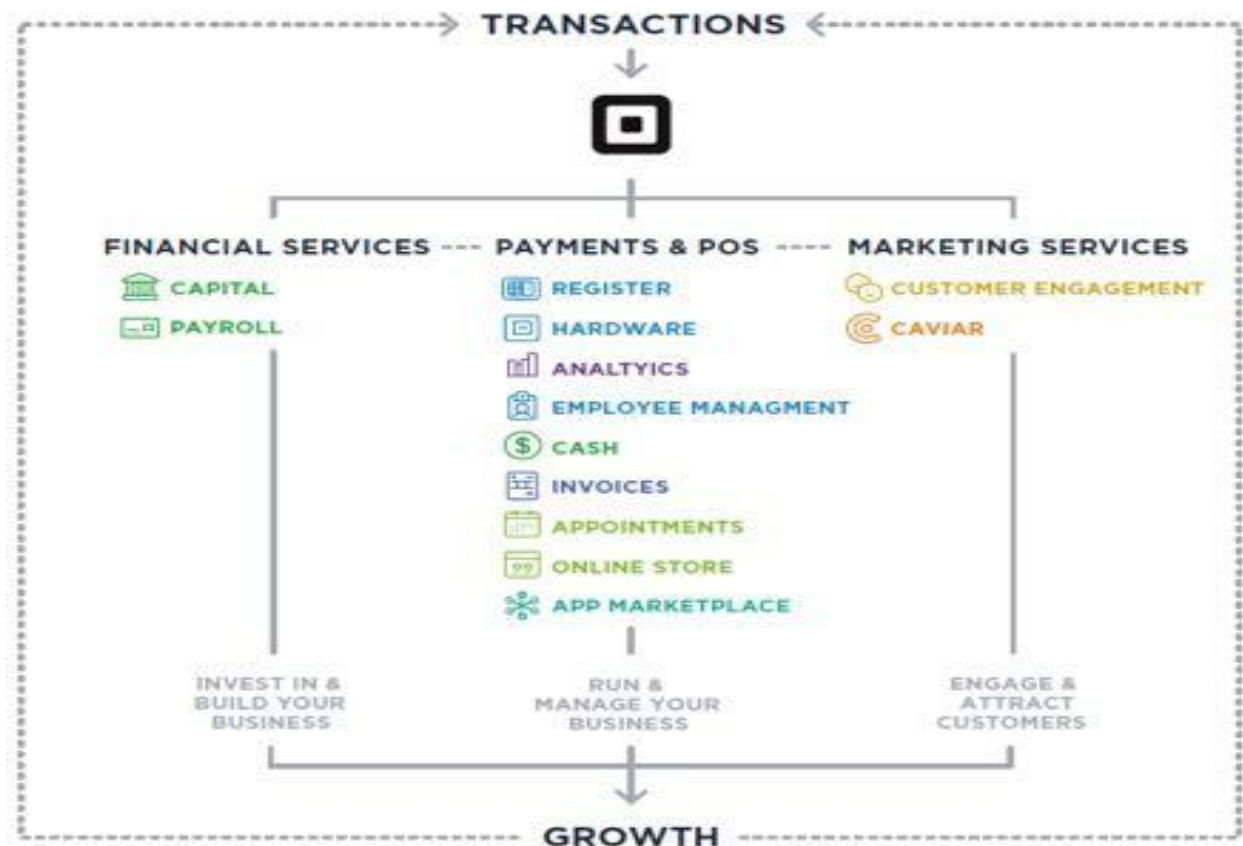 TRANSACTIONS
FINANCIAL SERVICES
CAPITAL
PAYROLL
PAYMENTS & POS
REGISTER
HARDWARE
ANALTYICS
EMPLOYEE MANAGMENT
CASH
INVOICES
APPOINTMENTS
ONLINE STORE
APP MARKETPLACE
MARKETING SERVICES
CUSTOMER ENGAGEMENT
CAVIAR
INVEST IN &
BUILD YOUR
BUSINESS
RUN &
MANAGE YOUR
BUSINESS
ENGAGE &
ATTRACT
CUSTOMERS
GROWTH